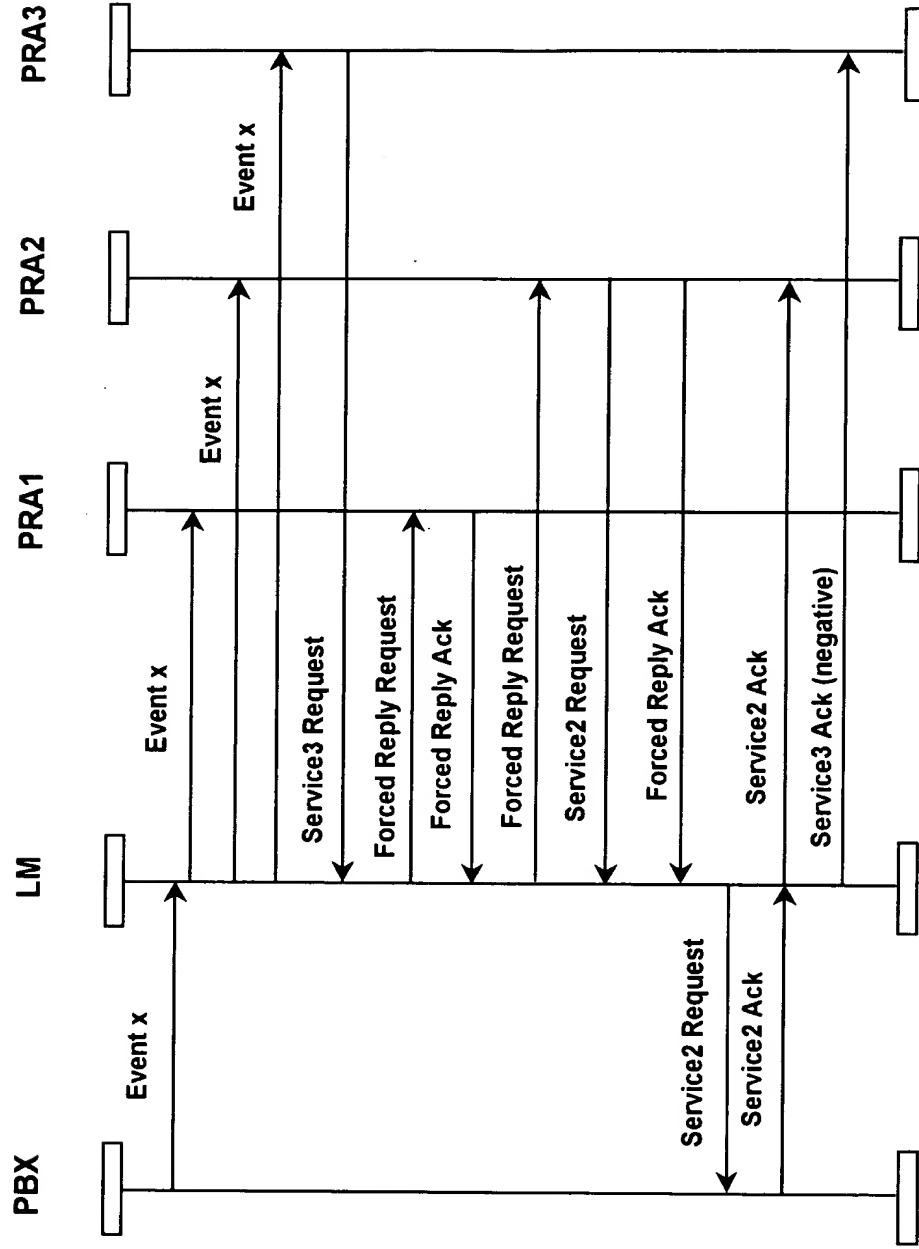 PBX
LM
PRA1
PRA2
PRA3
Event x
Event x
Event x
Event x
Service3 Request
Forced Reply Request
Forced Reply Ack
Forced Reply Request
Service2 Request
Forced Reply Ack
Service2 Request
Service2 Ack
Service2 Ack
Service3 Ack (negative)